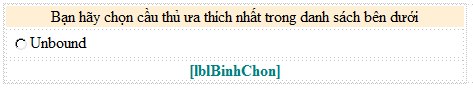 Bạn hãy chọn cầu thủ ưa thích nhất trong danh sách bên dưới
Unbound
[lblBinhChon]